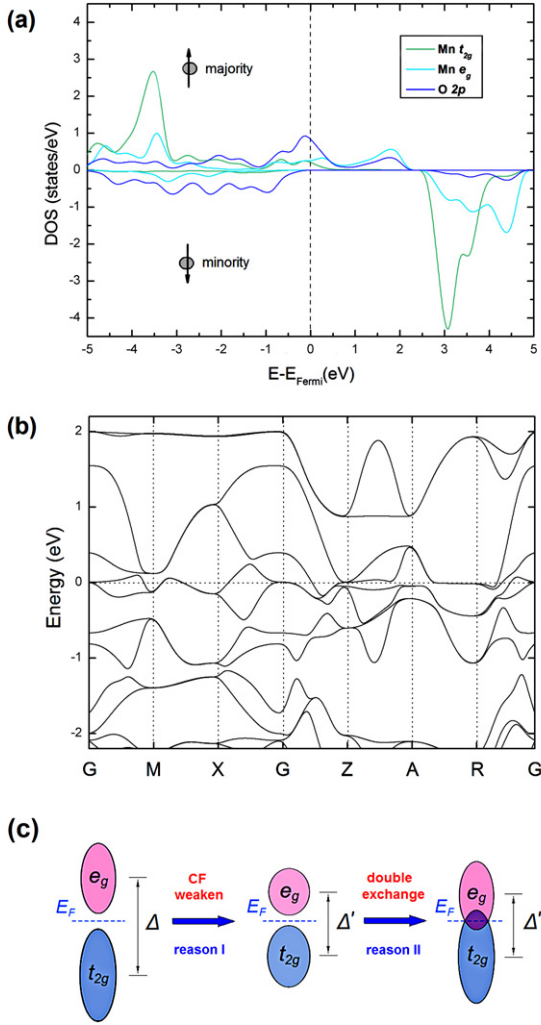 (a)
majority
Mn t2g
Mn eg
O 2p
minority
DOS (states/eV)
5
4
3
2
1
0
-1
-2
-3
-4
-5
-5 -4 -3 -2 -1 0 1 2 3 4 5
E-EFermi(eV)
(b)
Energy (eV)
2
1
0
-1
-2
G M X G Z A R G
(c)
eg
EF
t2g
Δ
CF
weaken
reason I
eg
t2g
Δ'
double
exchange
reason II
eg
EF
t2g
Δ'